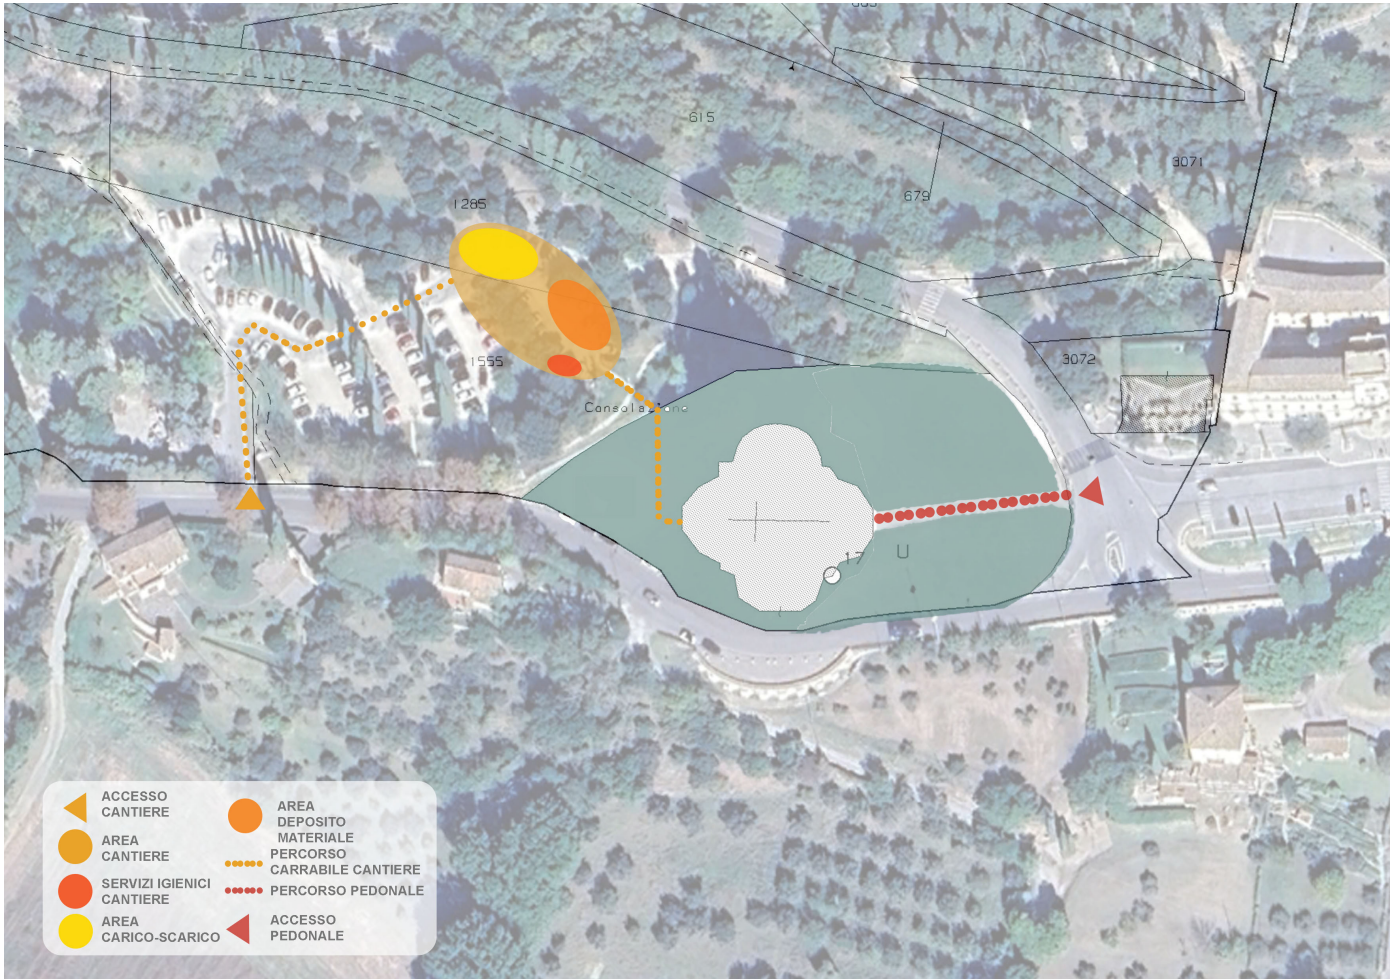 615
3071
679
1285
3072
1555
17
U
ACCESSO
CANTIERE
AREA
CANTIERE
SERVIZI IGIENICI
CANTIERE
AREA
CARICO-SCARICO
AREA
DEPOSITO
MATERIALE
PERCORSO
CARRABILE CANTIERE
PERCORSO PEDONALE
ACCESSO
PEDONALE